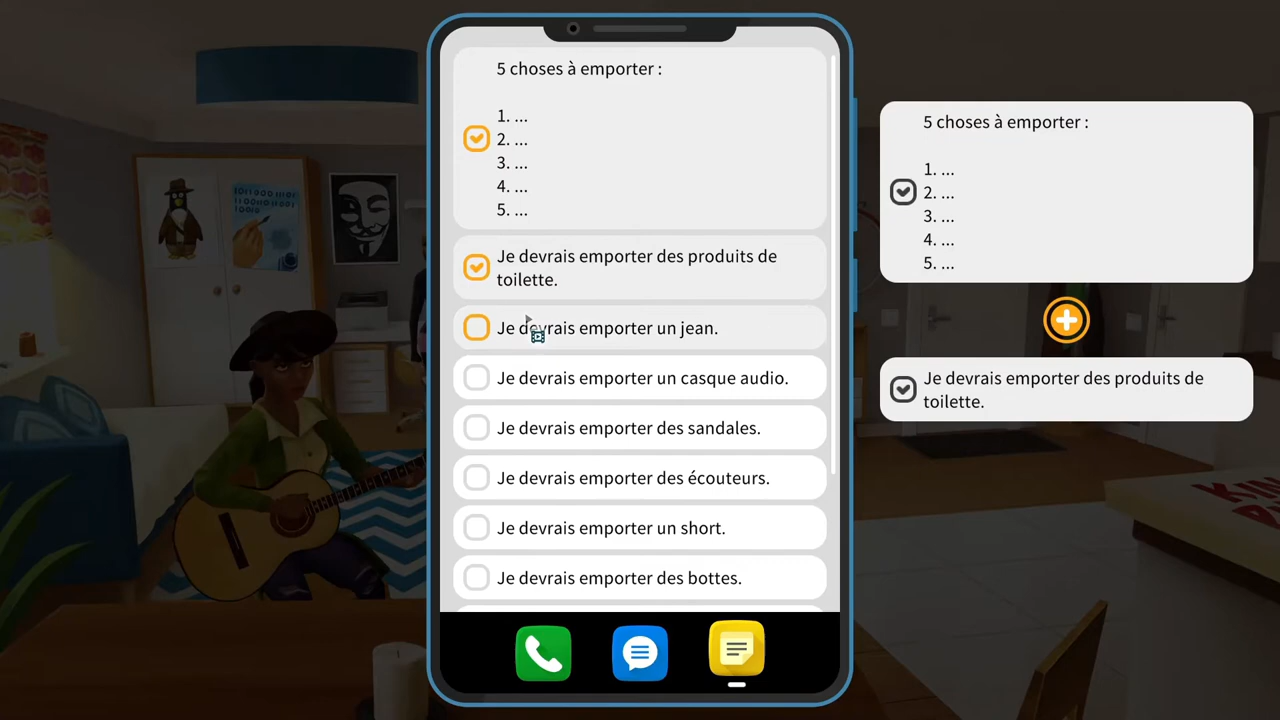 5 choses à emporter :
1. ...
2. ...
3. ...
4. ...
5. ...
Je devrais emporter des produits de
toilette.
Je devrais emporter un jean.
Je devrais emporter un casque audio.
Je devrais emporter des sandales.
Je devrais emporter des écouteurs.
Je devrais emporter un short.
Je devrais emporter des bottes.
5 choses à emporter :
1. ...
2. ...
3. ...
4. ...
5. ...
Je devrais emporter des produits de
toilette.